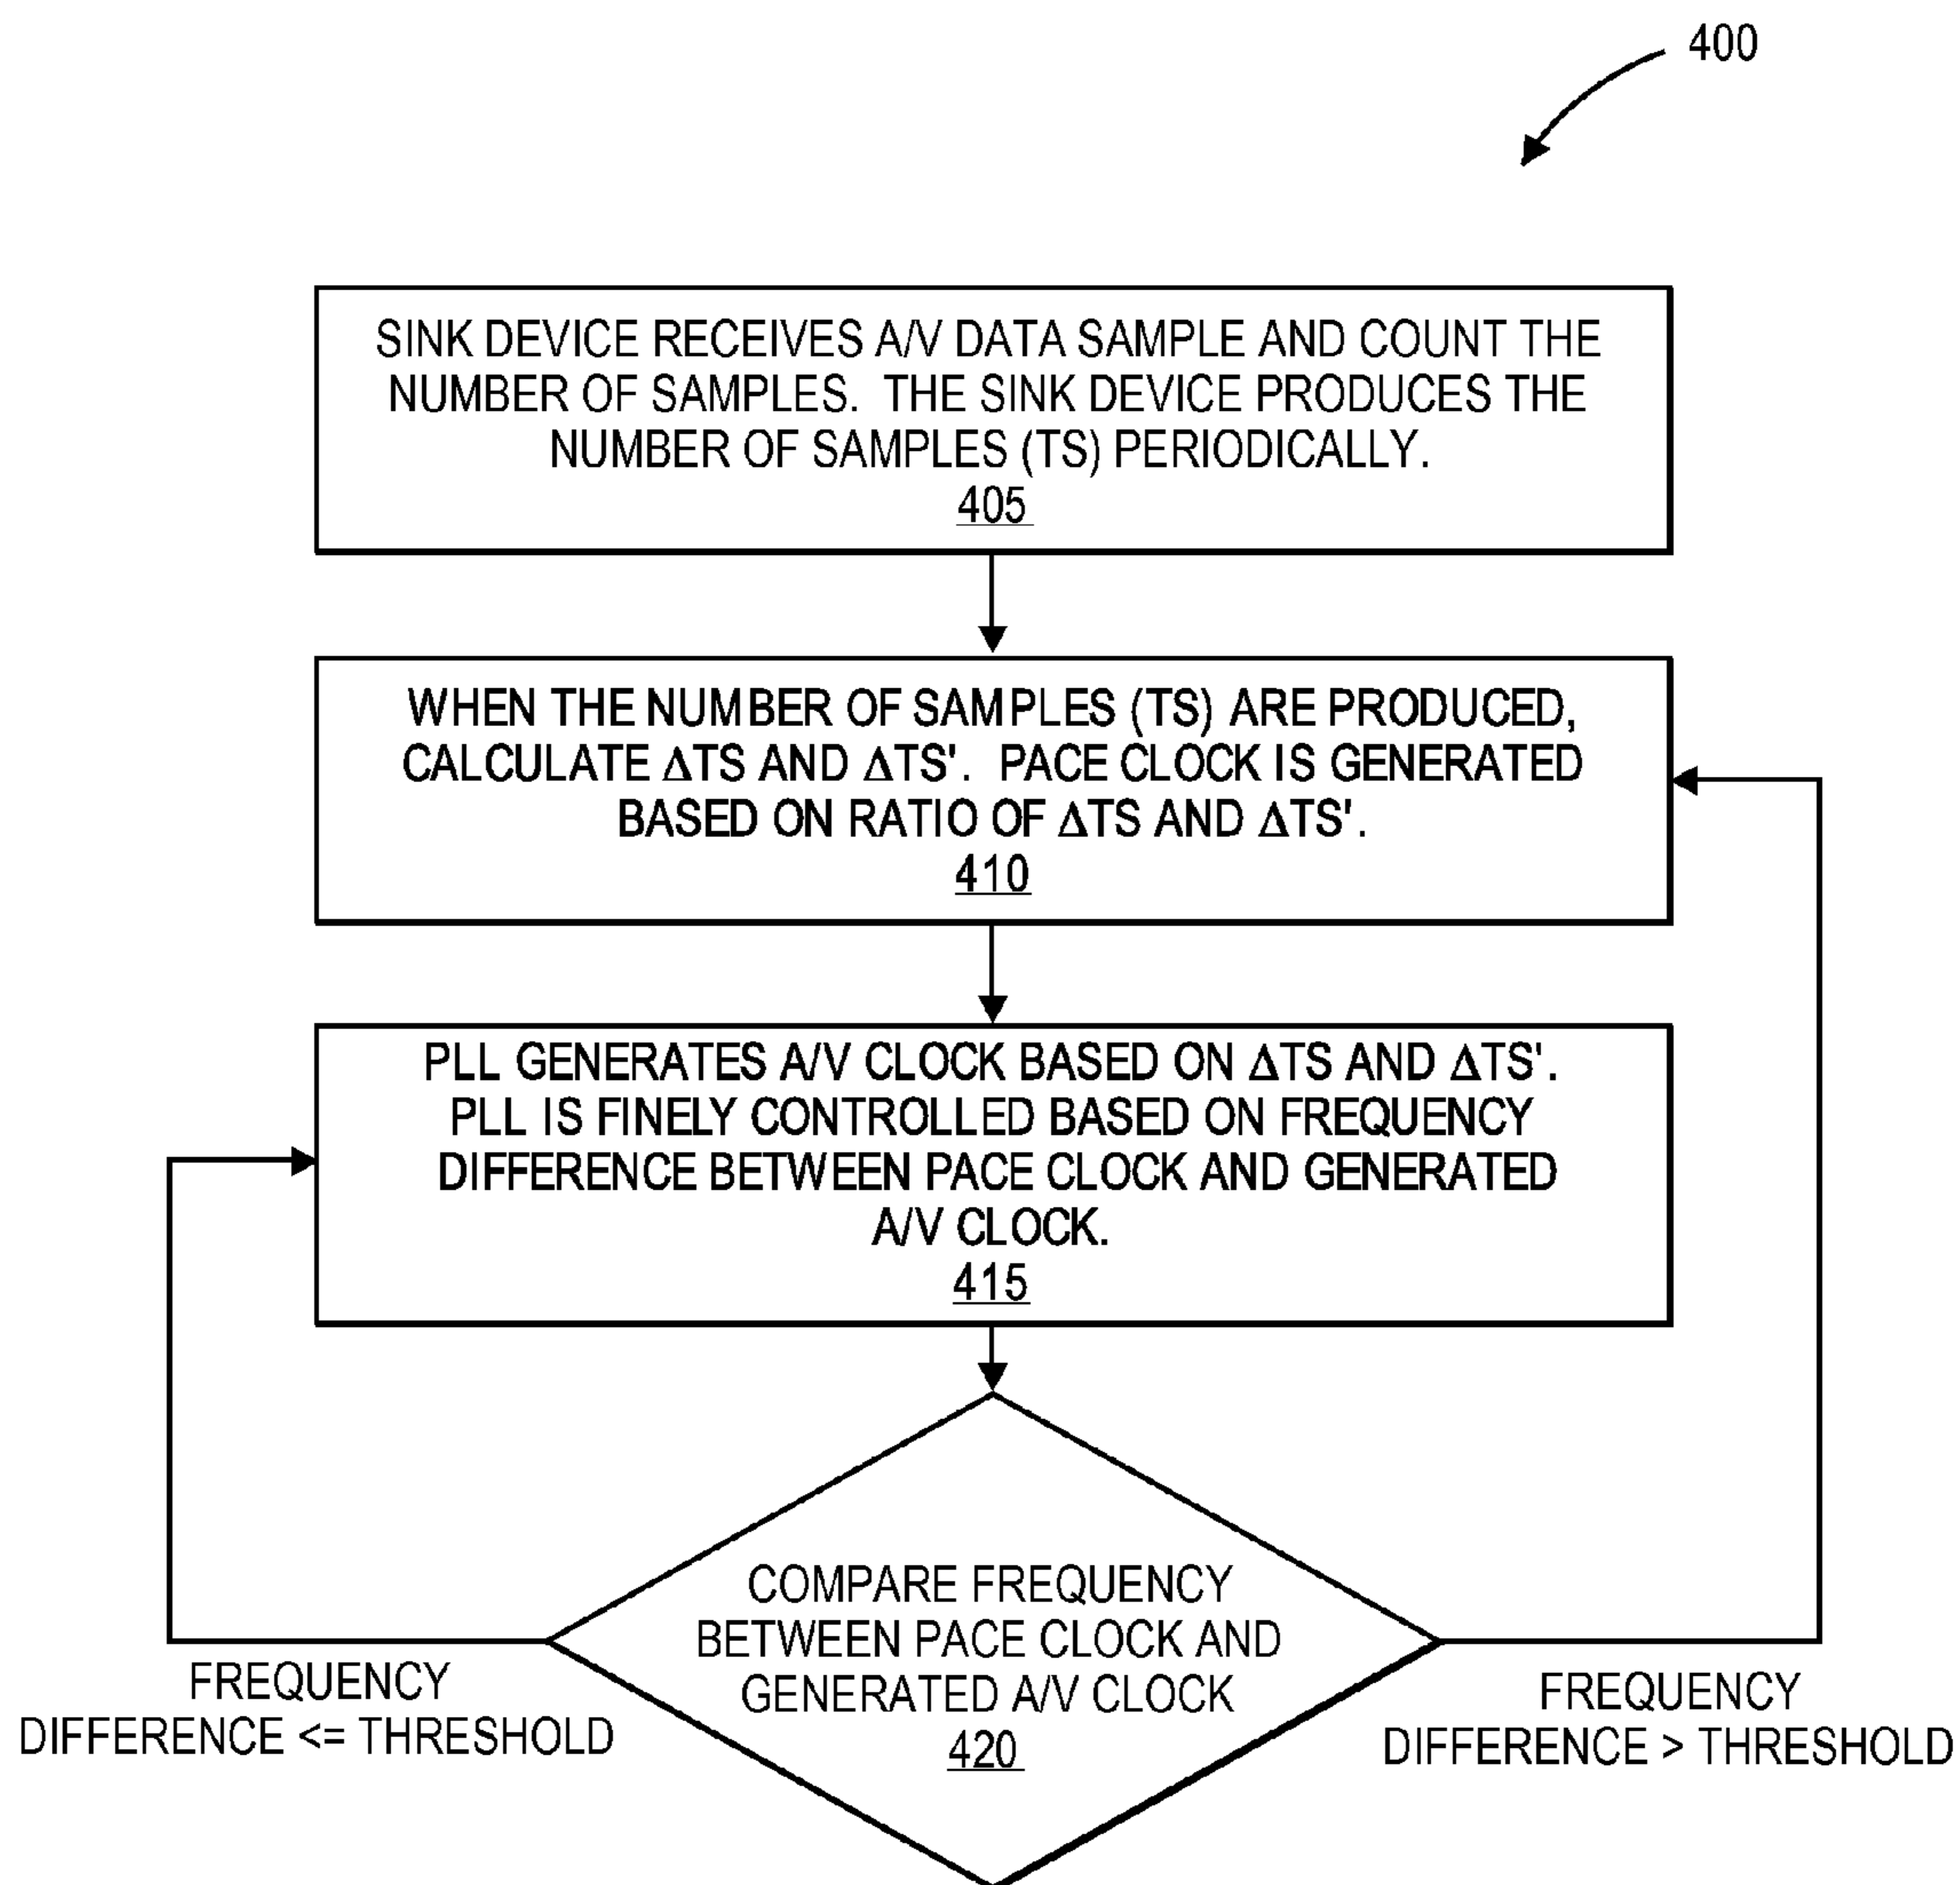 400
SINK DEVICE RECEIVES A/V DATA SAMPLE AND COUNT THE
NUMBER OF SAMPLES. THE SINK DEVICE PRODUCES THE
NUMBER OF SAMPLES (TS) PERIODICALLY.
405
WHEN THE NUMBER OF SAMPLES (TS) ARE PRODUCED,
CALCULATE ΔTS AND ΔTS'. PACE CLOCK IS GENERATED
BASED ON RATIO OF ΔTS AND ΔTS'.
410
PLL GENERATES A/V CLOCK BASED ON ΔTS AND ΔTS'.
PLL IS FINELY CONTROLLED BASED ON FREQUENCY
DIFFERENCE BETWEEN PACE CLOCK AND GENERATED
A/V CLOCK.
415
COMPARE FREQUENCY
BETWEEN PACE CLOCK AND
GENERATED A/V CLOCK
420
FREQUENCY
DIFFERENCE <= THRESHOLD
FREQUENCY
DIFFERENCE > THRESHOLD